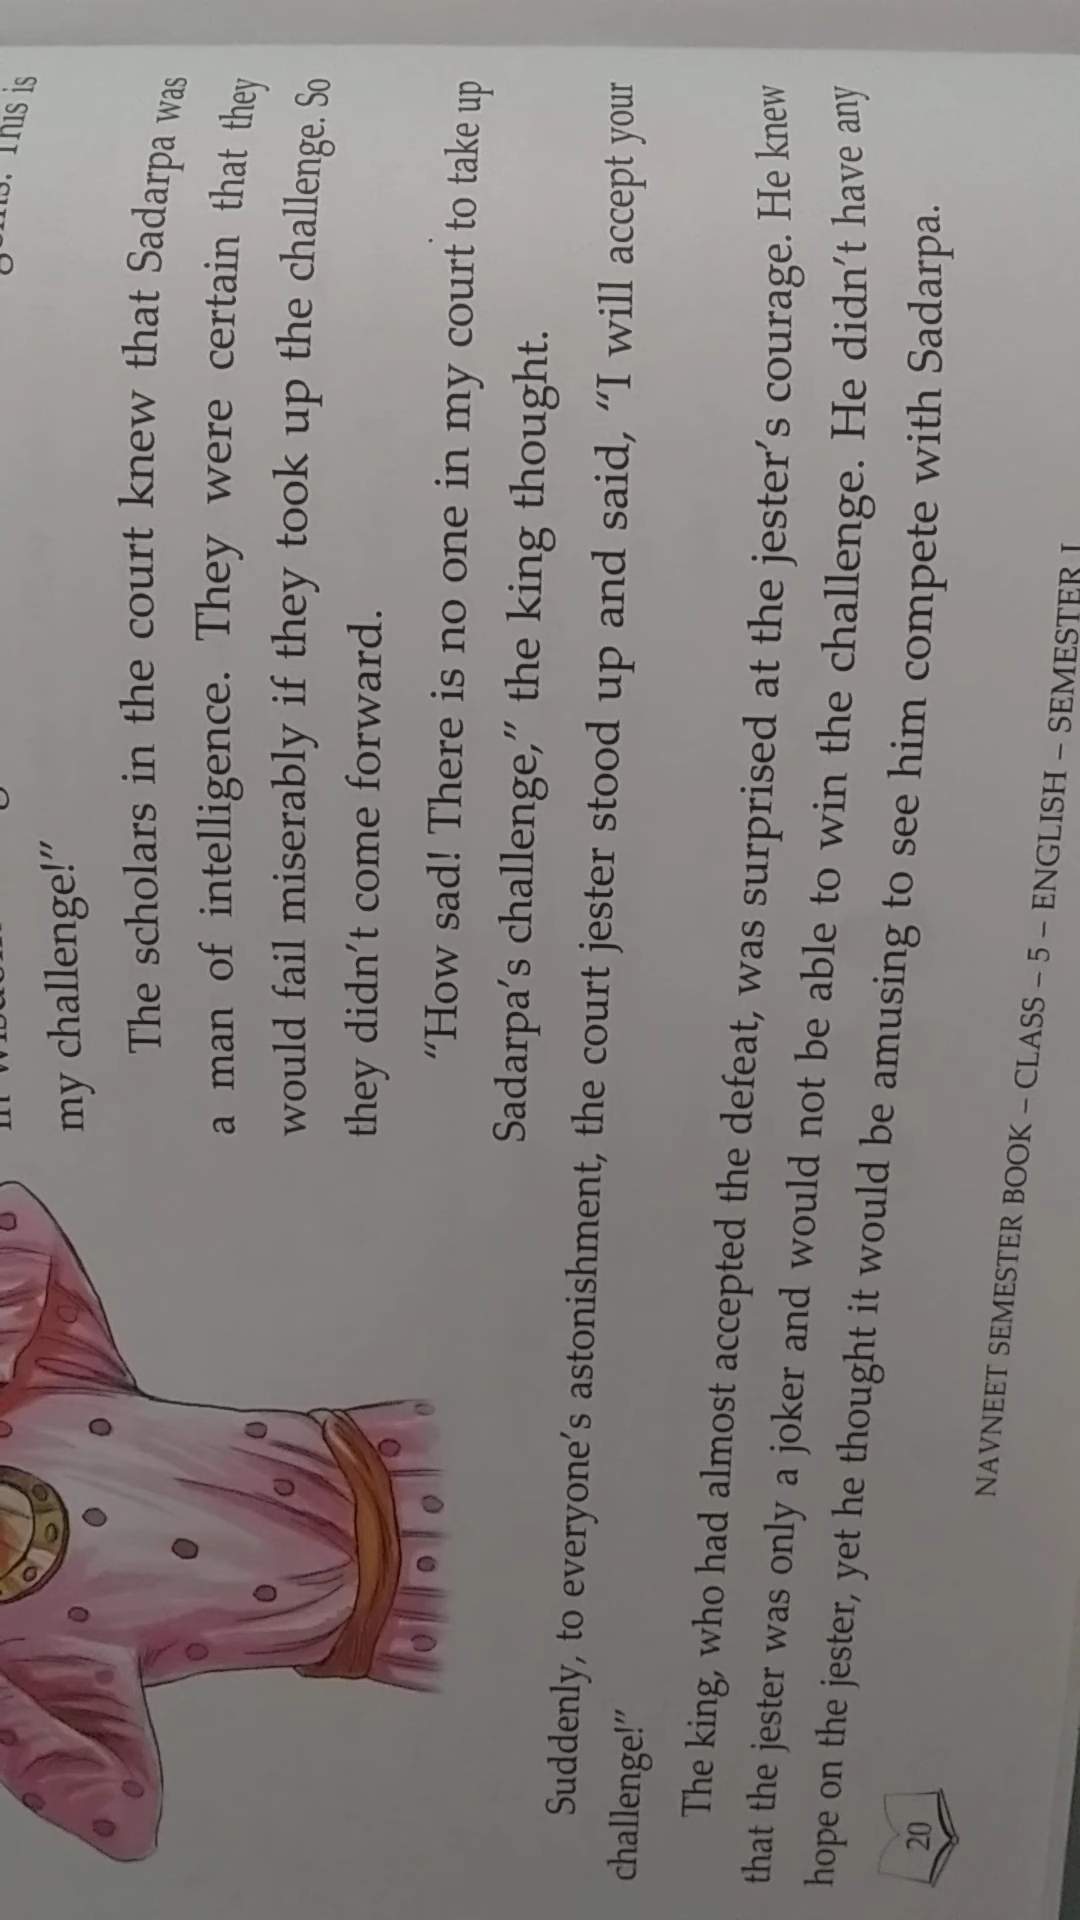 This is
my challenge!”
The scholars in the court knew that Sadarpa was
a man of intelligence. They were certain that they
would fail miserably if they took up the challenge. So
they didn’t come forward.
“How sad! There is no one in my court to take up
Sadarpa’s challenge,” the king thought.
Suddenly, to everyone’s astonishment, the court jester stood up and said, “I will accept your
challenge!”
The king, who had almost accepted the defeat, was surprised at the jester’s courage. He knew
that the jester was only a joker and would not be able to win the challenge. He didn’t have any
hope on the jester, yet he thought it would be amusing to see him compete with Sadarpa.
20
NAVNEET SEMESTER BOOK – CLASS – 5 – ENGLISH – SEMESTER I